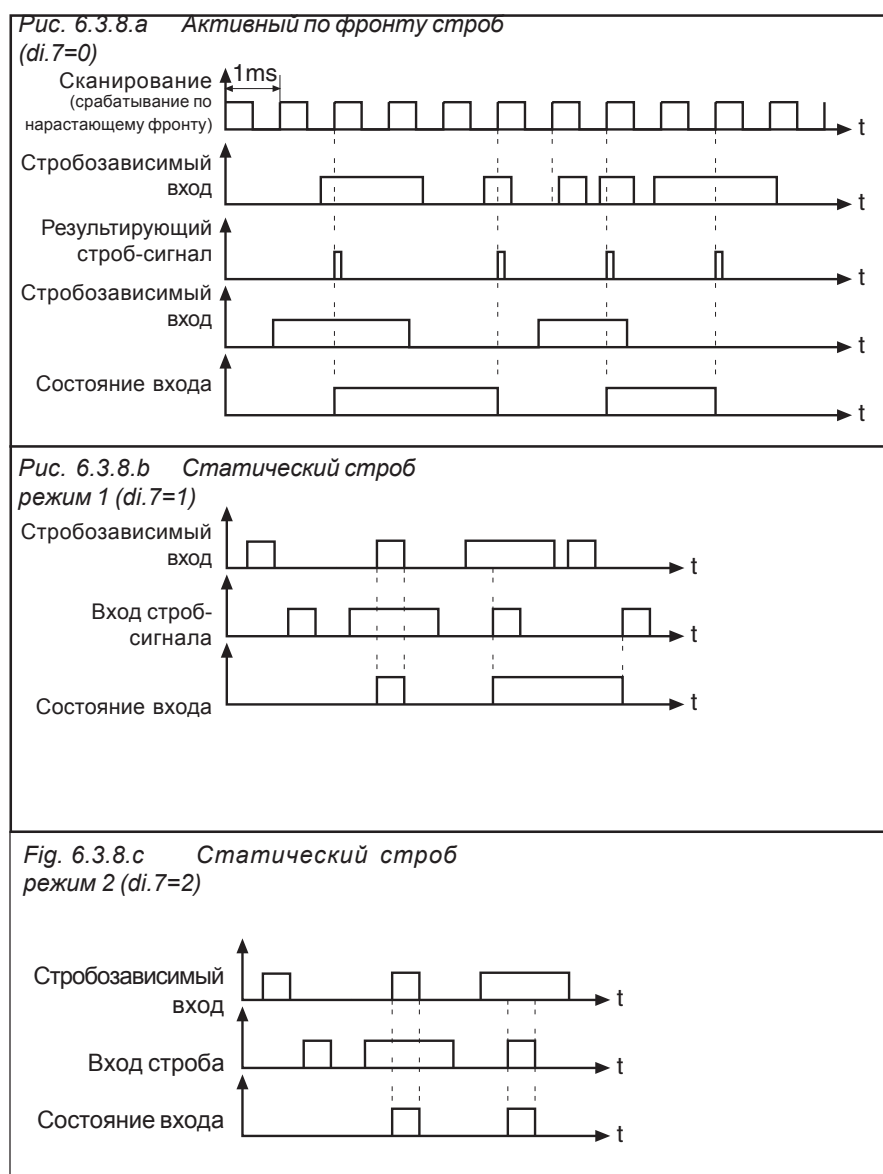 Рис. 6.3.8.a Активный по фронту строб
(di.7=0)
Сканирование
1ms
(срабатывание по
нарастающему фронту)
t
Стробозависимый
вход
t
Результирующий
строб-сигнал
t
Стробозависимый
вход
t
Состояние входа
t
Рис. 6.3.8.b Статический строб
режим 1 (di.7=1)
Стробозависимый
вход
t
Вход строб-
сигнала
t
Состояние входа
t
Fig. 6.3.8.c Статический строб
режим 2 (di.7=2)
Стробозависимый
вход
t
Вход строба
t
Состояние входа
t